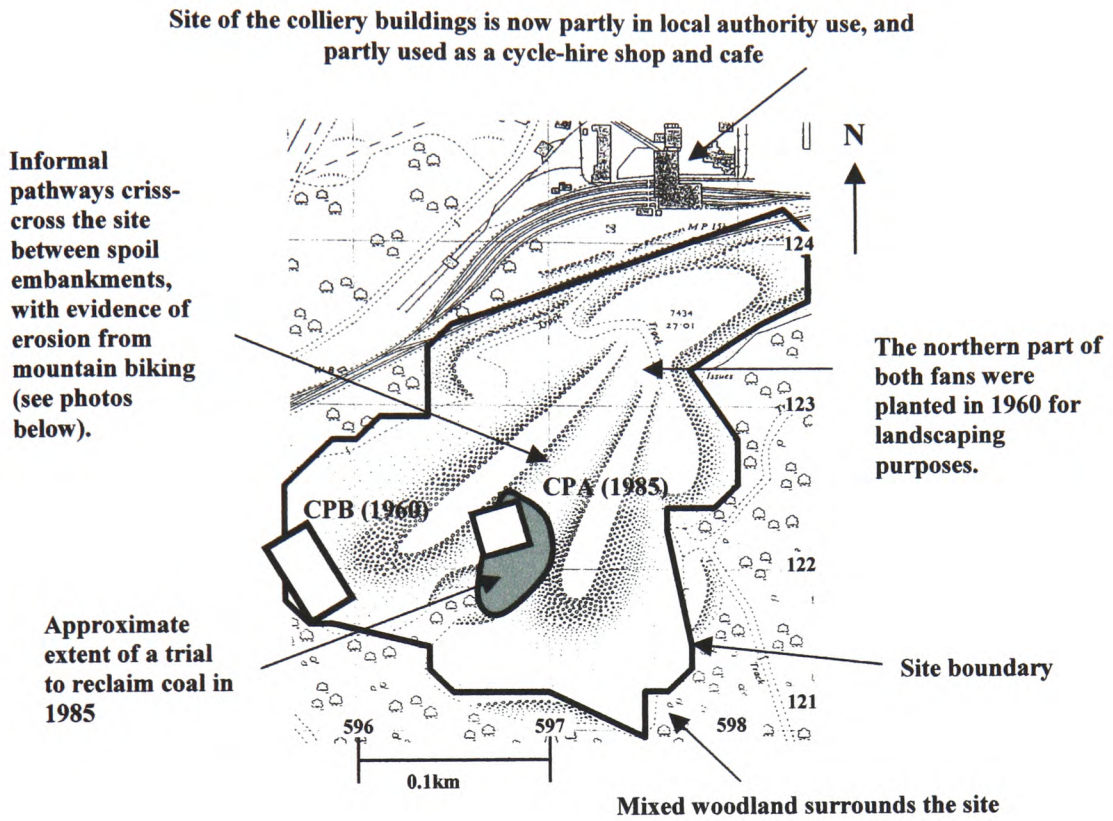 Site of the colliery buildings is now partly in local authority use, and
partly used as a cycle-hire shop and cafe
N
Informal
pathways criss-
cross the site
between spoil
embankments,
with evidence of
erosion from
mountain biking
(see photos
below).
M P
124
7434
27·01
Track
Issues
The northern part of
both fans were
planted in 1960 for
landscaping
purposes.
123
CPA (1985)
CPB (1960)
122
Approximate
extent of a trial
to reclaim coal in
1985
Site boundary
Track
121
596
597
598
0.1km
Mixed woodland surrounds the site